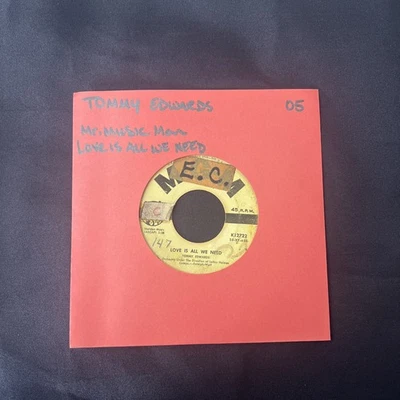 TOMMY EDWARDS 05
Mr. MUSIC Man
LOVE IS ALL WE NEED
M.E.C.A
45 R.P.M.
K12722
147
LOVE IS ALL WE NEED
TOMMY EDWARDS